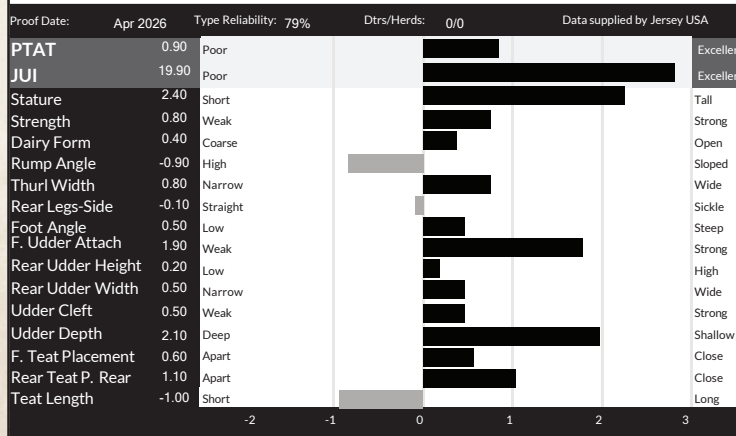 Proof Date: Apr 2026 Type Reliability: 79% Dtrs/Herds: 0/0 Data supplied by Jersey USA
PTAT 0.90 Poor Exceller
JUI 19.90 Poor Exceller
Stature 2.40 Short Tall
Strength 0.80 Weak Strong
Dairy Form 0.40 Coarse Open
Rump Angle -0.90 High Sloped
Thurl Width 0.80 Narrow Wide
Rear Legs-Side -0.10 Straight Sickle
Foot Angle 0.50 Low Steep
F. Udder Attach 1.90 Weak Strong
Rear Udder Height 0.20 Low High
Rear Udder Width 0.50 Narrow Wide
Udder Cleft 0.50 Weak Strong
Udder Depth 2.10 Deep Shallow
F. Teat Placement 0.60 Apart Close
Rear Teat P. Rear 1.10 Apart Close
Teat Length -1.00 Short Long
-2 -1 0 1 2 3